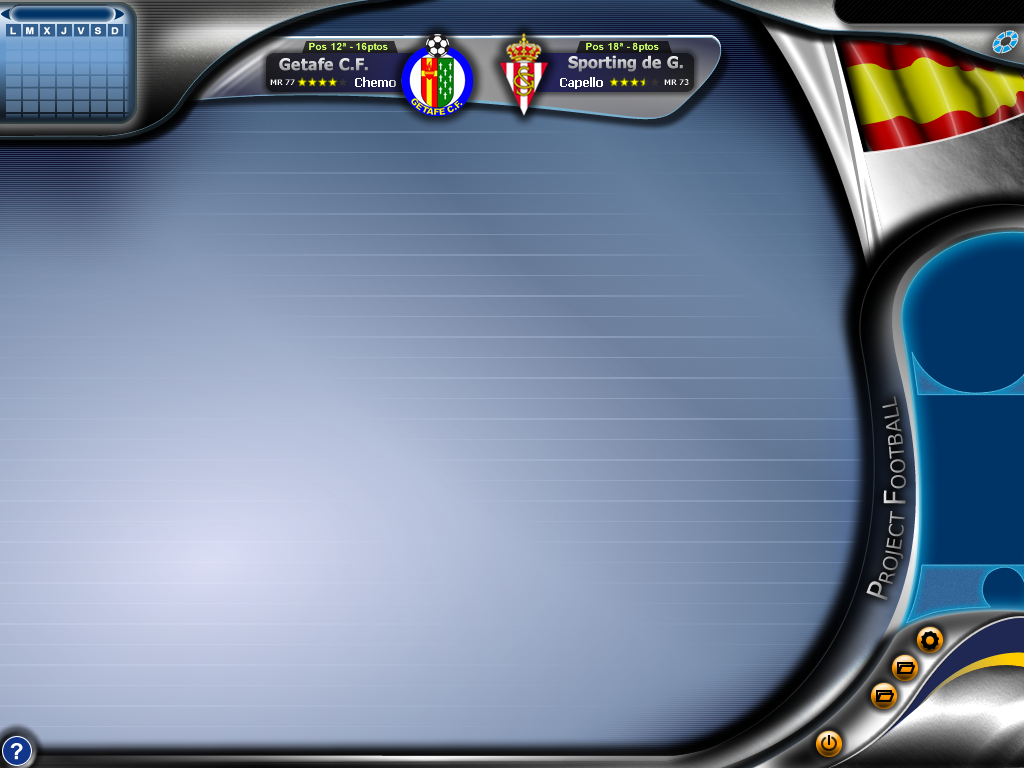 L M X J V S D
Pos 12ª - 16ptos
Getafe C.F.
MR 77
Chemo
GETAFE C.F.
Pos 18ª - 8ptos
Sporting de G.
Capello
MR 73
PROJECT FOOTBALL
?